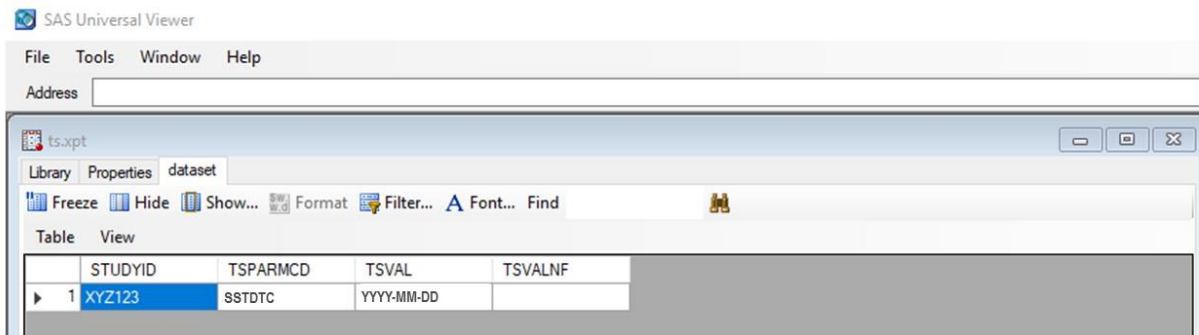 SAS Universal Viewer
File Tools Window Help
Address
ts.xpt
Library Properties dataset
Freeze Hide Show... SW. w.d Format Filter... A Font... Find
Table View
STUDYID TSPARMCD TSVAL TSVALNF
1 XYZ123 SSTDTC YYYY-MM-DD